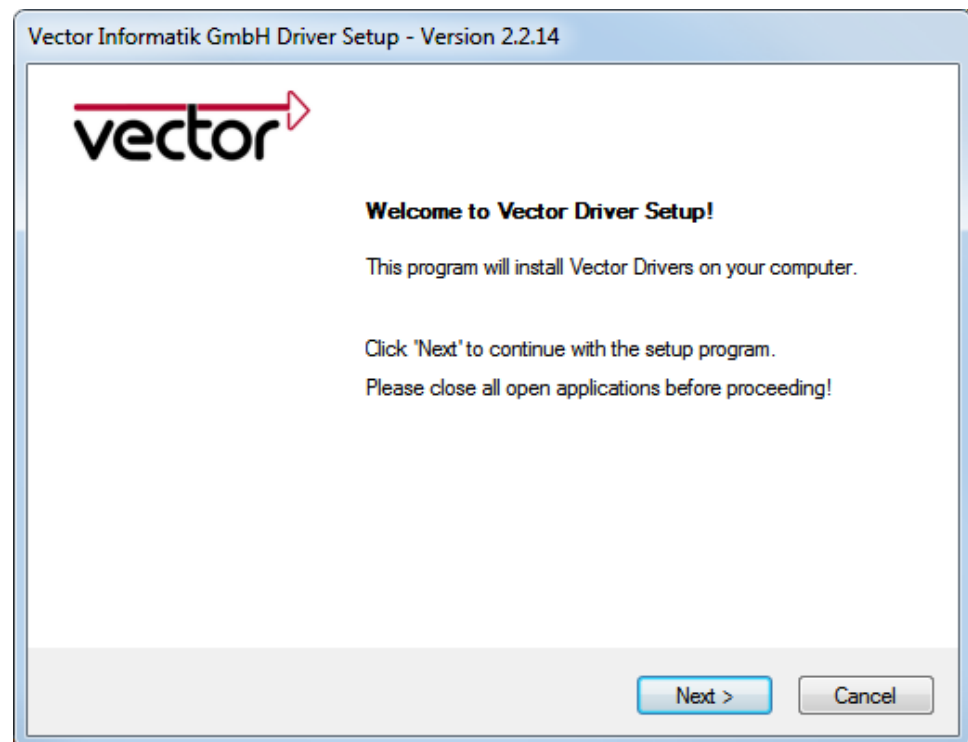 Vector Informatik GmbH Driver Setup - Version 2.2.14
vector
Welcome to Vector Driver Setup!
This program will install Vector Drivers on your computer.
Click 'Next' to continue with the setup program.
Please close all open applications before proceeding!
Next >
Cancel